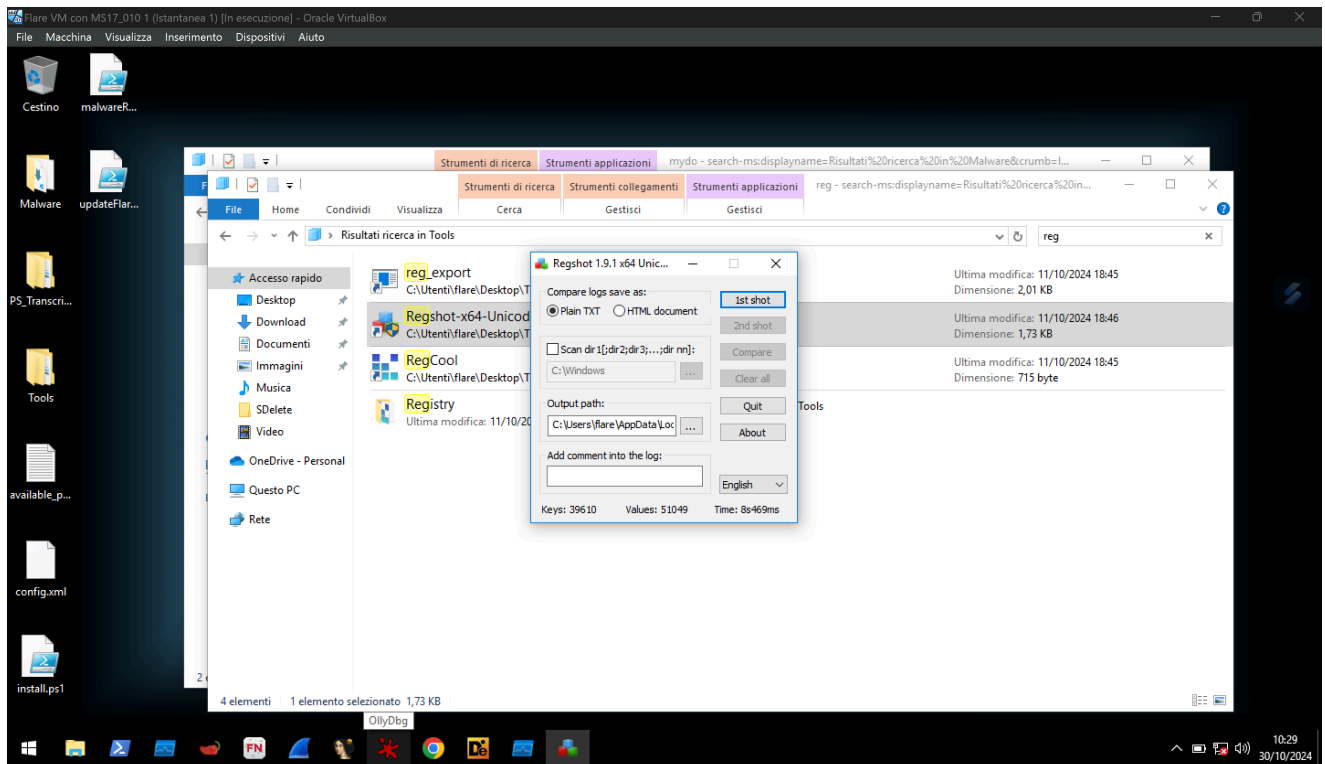 Flare VM con MS17_010 1 (Istantanea 1) [In esecuzione] - Oracle VirtualBox
File Macchina Visualizza Inserimento Dispositivi Aiuto
Cestino
malwareR...
Malware
updateFlar...
PS_Transcri...
Tools
available_p...
config.xml
install.ps1
Strumenti di ricerca Strumenti applicazioni mydo - search-ms:displayname=Risultati%20ricerca%20in%20Malware&crumb=l...
F
2
Strumenti di ricerca Strumenti collegamenti Strumenti applicazioni reg - search-ms:displayname=Risultati%20ricerca%20in...
File Home Condividi Visualizza Cerca Gestisci Gestisci
Risultati ricerca in Tools
reg
Accesso rapido
Desktop
Download
Documenti
Immagini
Musica
SDelete
Video
OneDrive - Personal
Questo PC
Rete
reg_export
C:\Utenti\flare\Desktop\T
Ultima modifica: 11/10/2024 18:45
Dimensione: 2,01 KB
Regshot-x64-Unicod
C:\Utenti\flare\Desktop\T
Ultima modifica: 11/10/2024 18:46
Dimensione: 1,73 KB
RegCool
C:\Utenti\flare\Desktop\T
Ultima modifica: 11/10/2024 18:45
Dimensione: 715 byte
Registry
Ultima modifica: 11/10/20
Tools
Regshot 1.9.1 x64 Unic...
Compare logs save as:
Plain TXT HTML document
Scan dir1[;dir2;dir3;...;dir nn]:
C:\Windows
...
Output path:
C:\Users\flare\AppData\Loc
...
Add comment into the log:
1st shot
2nd shot
Compare
Clear all
Quit
About
English
Keys: 39610 Values: 51049 Time: 8s469ms
4 elementi 1 elemento selezionato 1,73 KB
OllyDbg
FN
De
10:29
30/10/2024